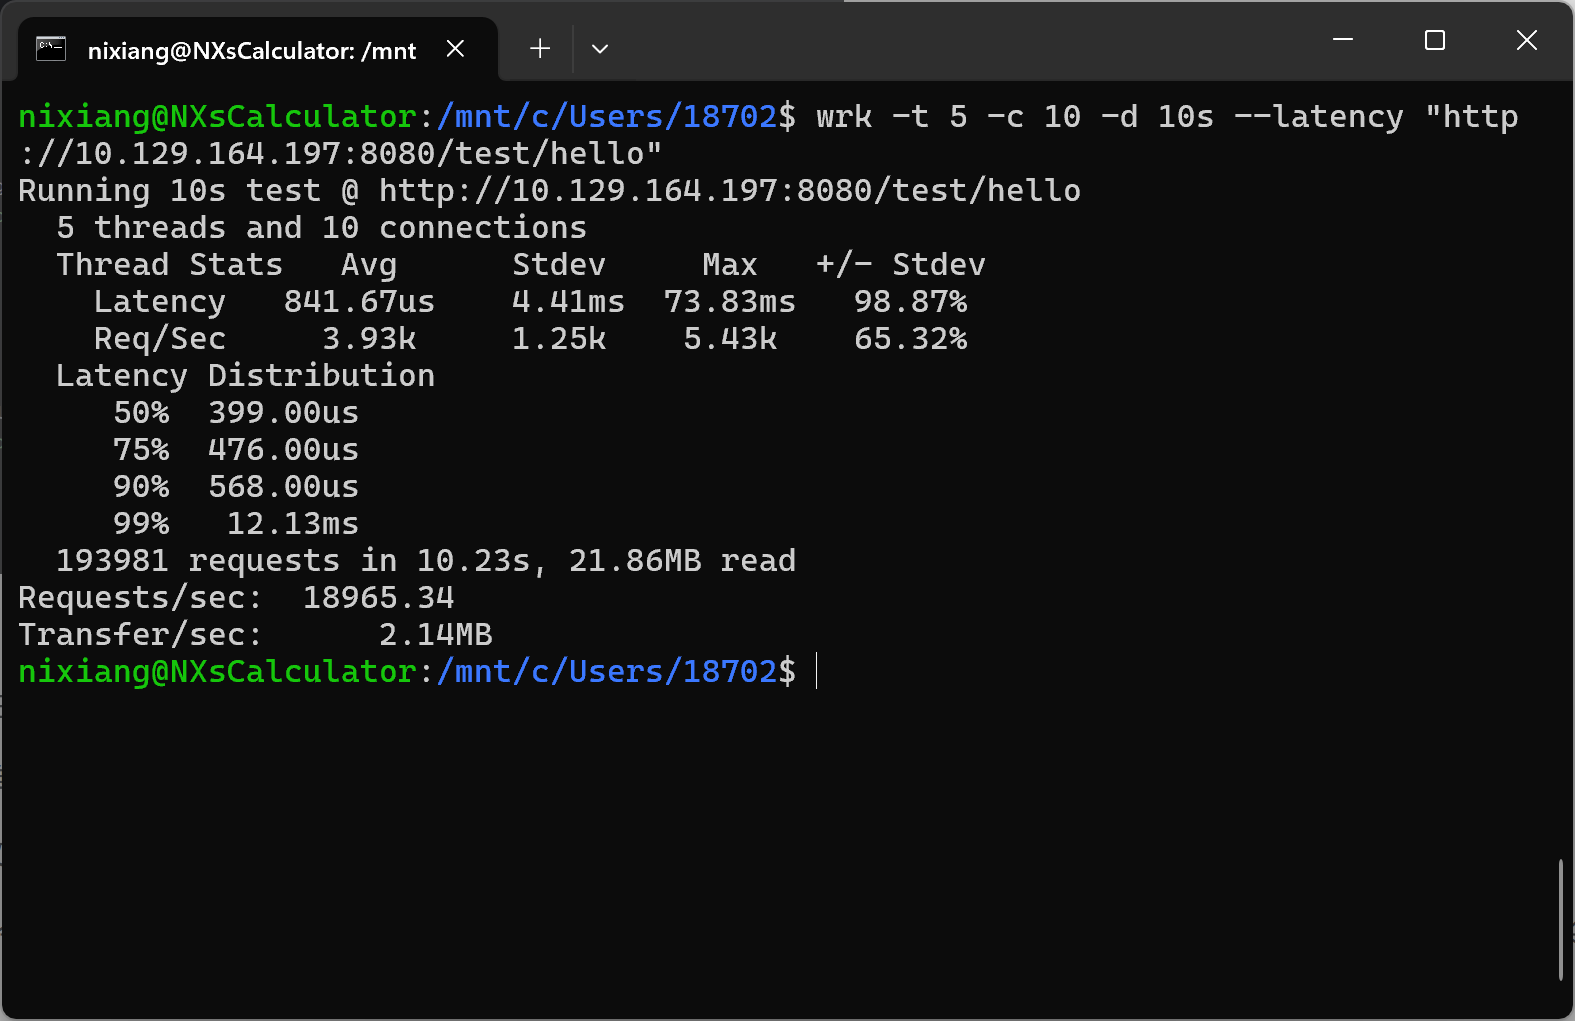 nixiang@NXsCalculator: /mnt
nixiang@NXsCalculator:/mnt/c/Users/18702$ wrk -t 5 -c 10 -d 10s --latency "http
://10.129.164.197:8080/test/hello"
Running 10s test @ http://10.129.164.197:8080/test/hello
  5 threads and 10 connections
  Thread Stats   Avg      Stdev     Max   +/- Stdev
    Latency   841.67us    4.41ms  73.83ms   98.87%
    Req/Sec     3.93k     1.25k    5.43k    65.32%
  Latency Distribution
     50%  399.00us
     75%  476.00us
     90%  568.00us
     99%   12.13ms
  193981 requests in 10.23s, 21.86MB read
Requests/sec:  18965.34
Transfer/sec:      2.14MB
nixiang@NXsCalculator:/mnt/c/Users/18702$